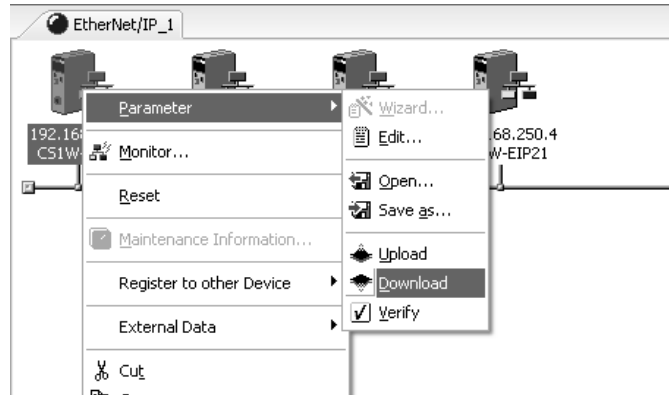 EtherNet/IP_1
192.16
CS1W-
68.250.4
W-EIP21
Parameter
Monitor...
Reset
Maintenance Information...
Register to other Device
External Data
Cut
Wizard...
Edit...
Open...
Save as...
Upload
Download
Verify